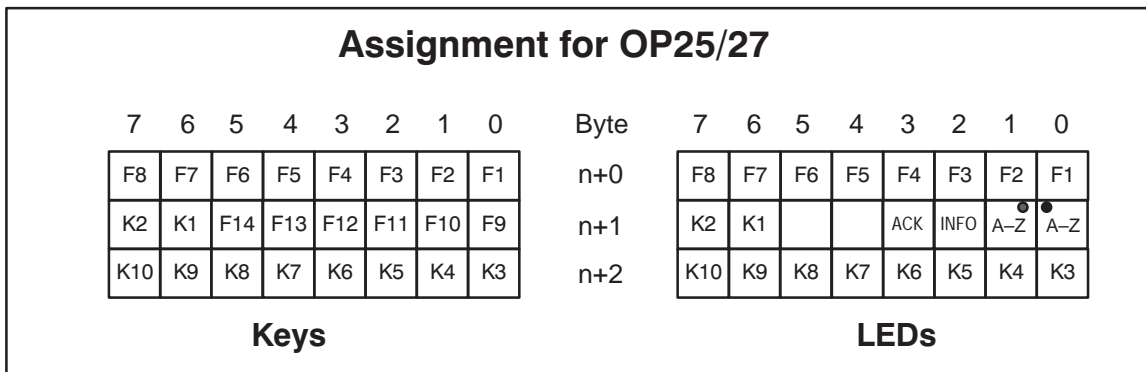 Assignment for OP25/27
7 6 5 4 3 2 1 0 Byte 7 6 5 4 3 2 1 0
F8 F7 F6 F5 F4 F3 F2 F1 n+0 F8 F7 F6 F5 F4 F3 F2 F1
K2 K1 F14 F13 F12 F11 F10 F9 n+1 K2 K1 ACK INFO A–Z A–Z
K10 K9 K8 K7 K6 K5 K4 K3 n+2 K10 K9 K8 K7 K6 K5 K4 K3
Keys LEDs